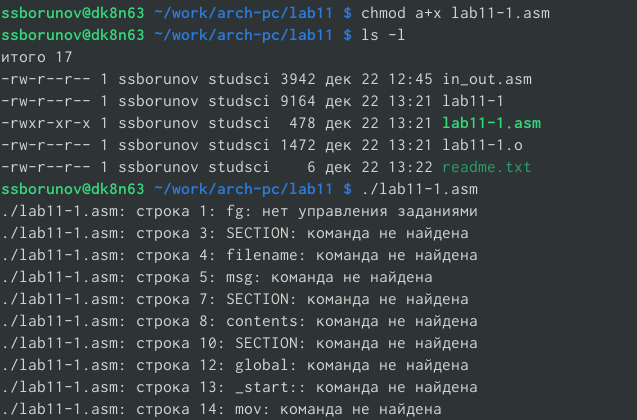 ssborunov@dk8n63 ~/work/arch-pc/lab11 $ chmod a+x lab11-1.asm
ssborunov@dk8n63 ~/work/arch-pc/lab11 $ ls -l
итого 17
-rw-r--r-- 1 ssborunov studsci 3942 дек 22 12:45 in_out.asm
-rw-r--r-- 1 ssborunov studsci 9164 дек 22 13:21 lab11-1
-rwxr-xr-x 1 ssborunov studsci  478 дек 22 13:21 lab11-1.asm
-rw-r--r-- 1 ssborunov studsci 1472 дек 22 13:21 lab11-1.o
-rw-r--r-- 1 ssborunov studsci    6 дек 22 13:22 readme.txt
ssborunov@dk8n63 ~/work/arch-pc/lab11 $ ./lab11-1.asm
./lab11-1.asm: строка 1: fg: нет управления заданиями
./lab11-1.asm: строка 3: SECTION: команда не найдена
./lab11-1.asm: строка 4: filename: команда не найдена
./lab11-1.asm: строка 5: msg: команда не найдена
./lab11-1.asm: строка 7: SECTION: команда не найдена
./lab11-1.asm: строка 8: contents: команда не найдена
./lab11-1.asm: строка 10: SECTION: команда не найдена
./lab11-1.asm: строка 12: global: команда не найдена
./lab11-1.asm: строка 13: _start:: команда не найдена
./lab11-1.asm: строка 14: mov: команда не найдена